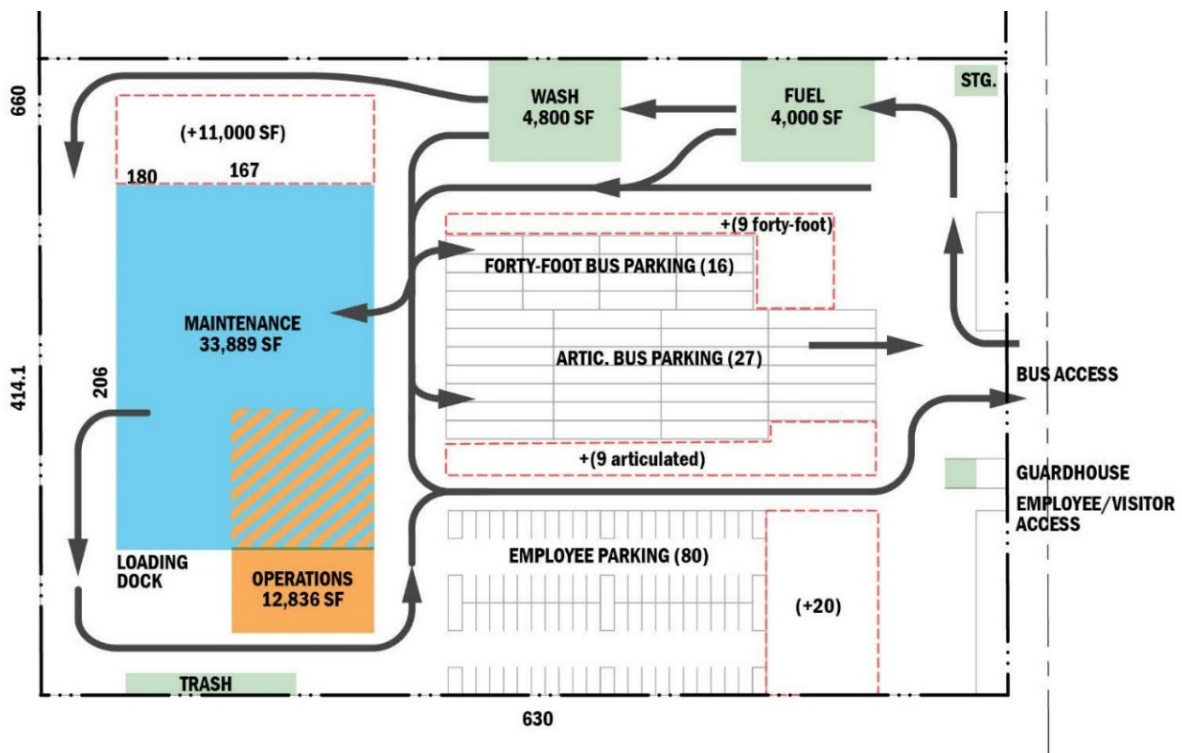 WASH
4,800 SF
FUEL
4,000 SF
STG.
660
(+11,000 SF)
180
167
+(9 forty-foot)
FORTY-FOOT BUS PARKING (16)
MAINTENANCE
33,889 SF
ARTIC. BUS PARKING (27)
BUS ACCESS
206
414.1
+(9 articulated)
GUARDHOUSE
EMPLOYEE/VISITOR
ACCESS
LOADING
DOCK
OPERATIONS
12,836 SF
EMPLOYEE PARKING (80)
(+20)
TRASH
630